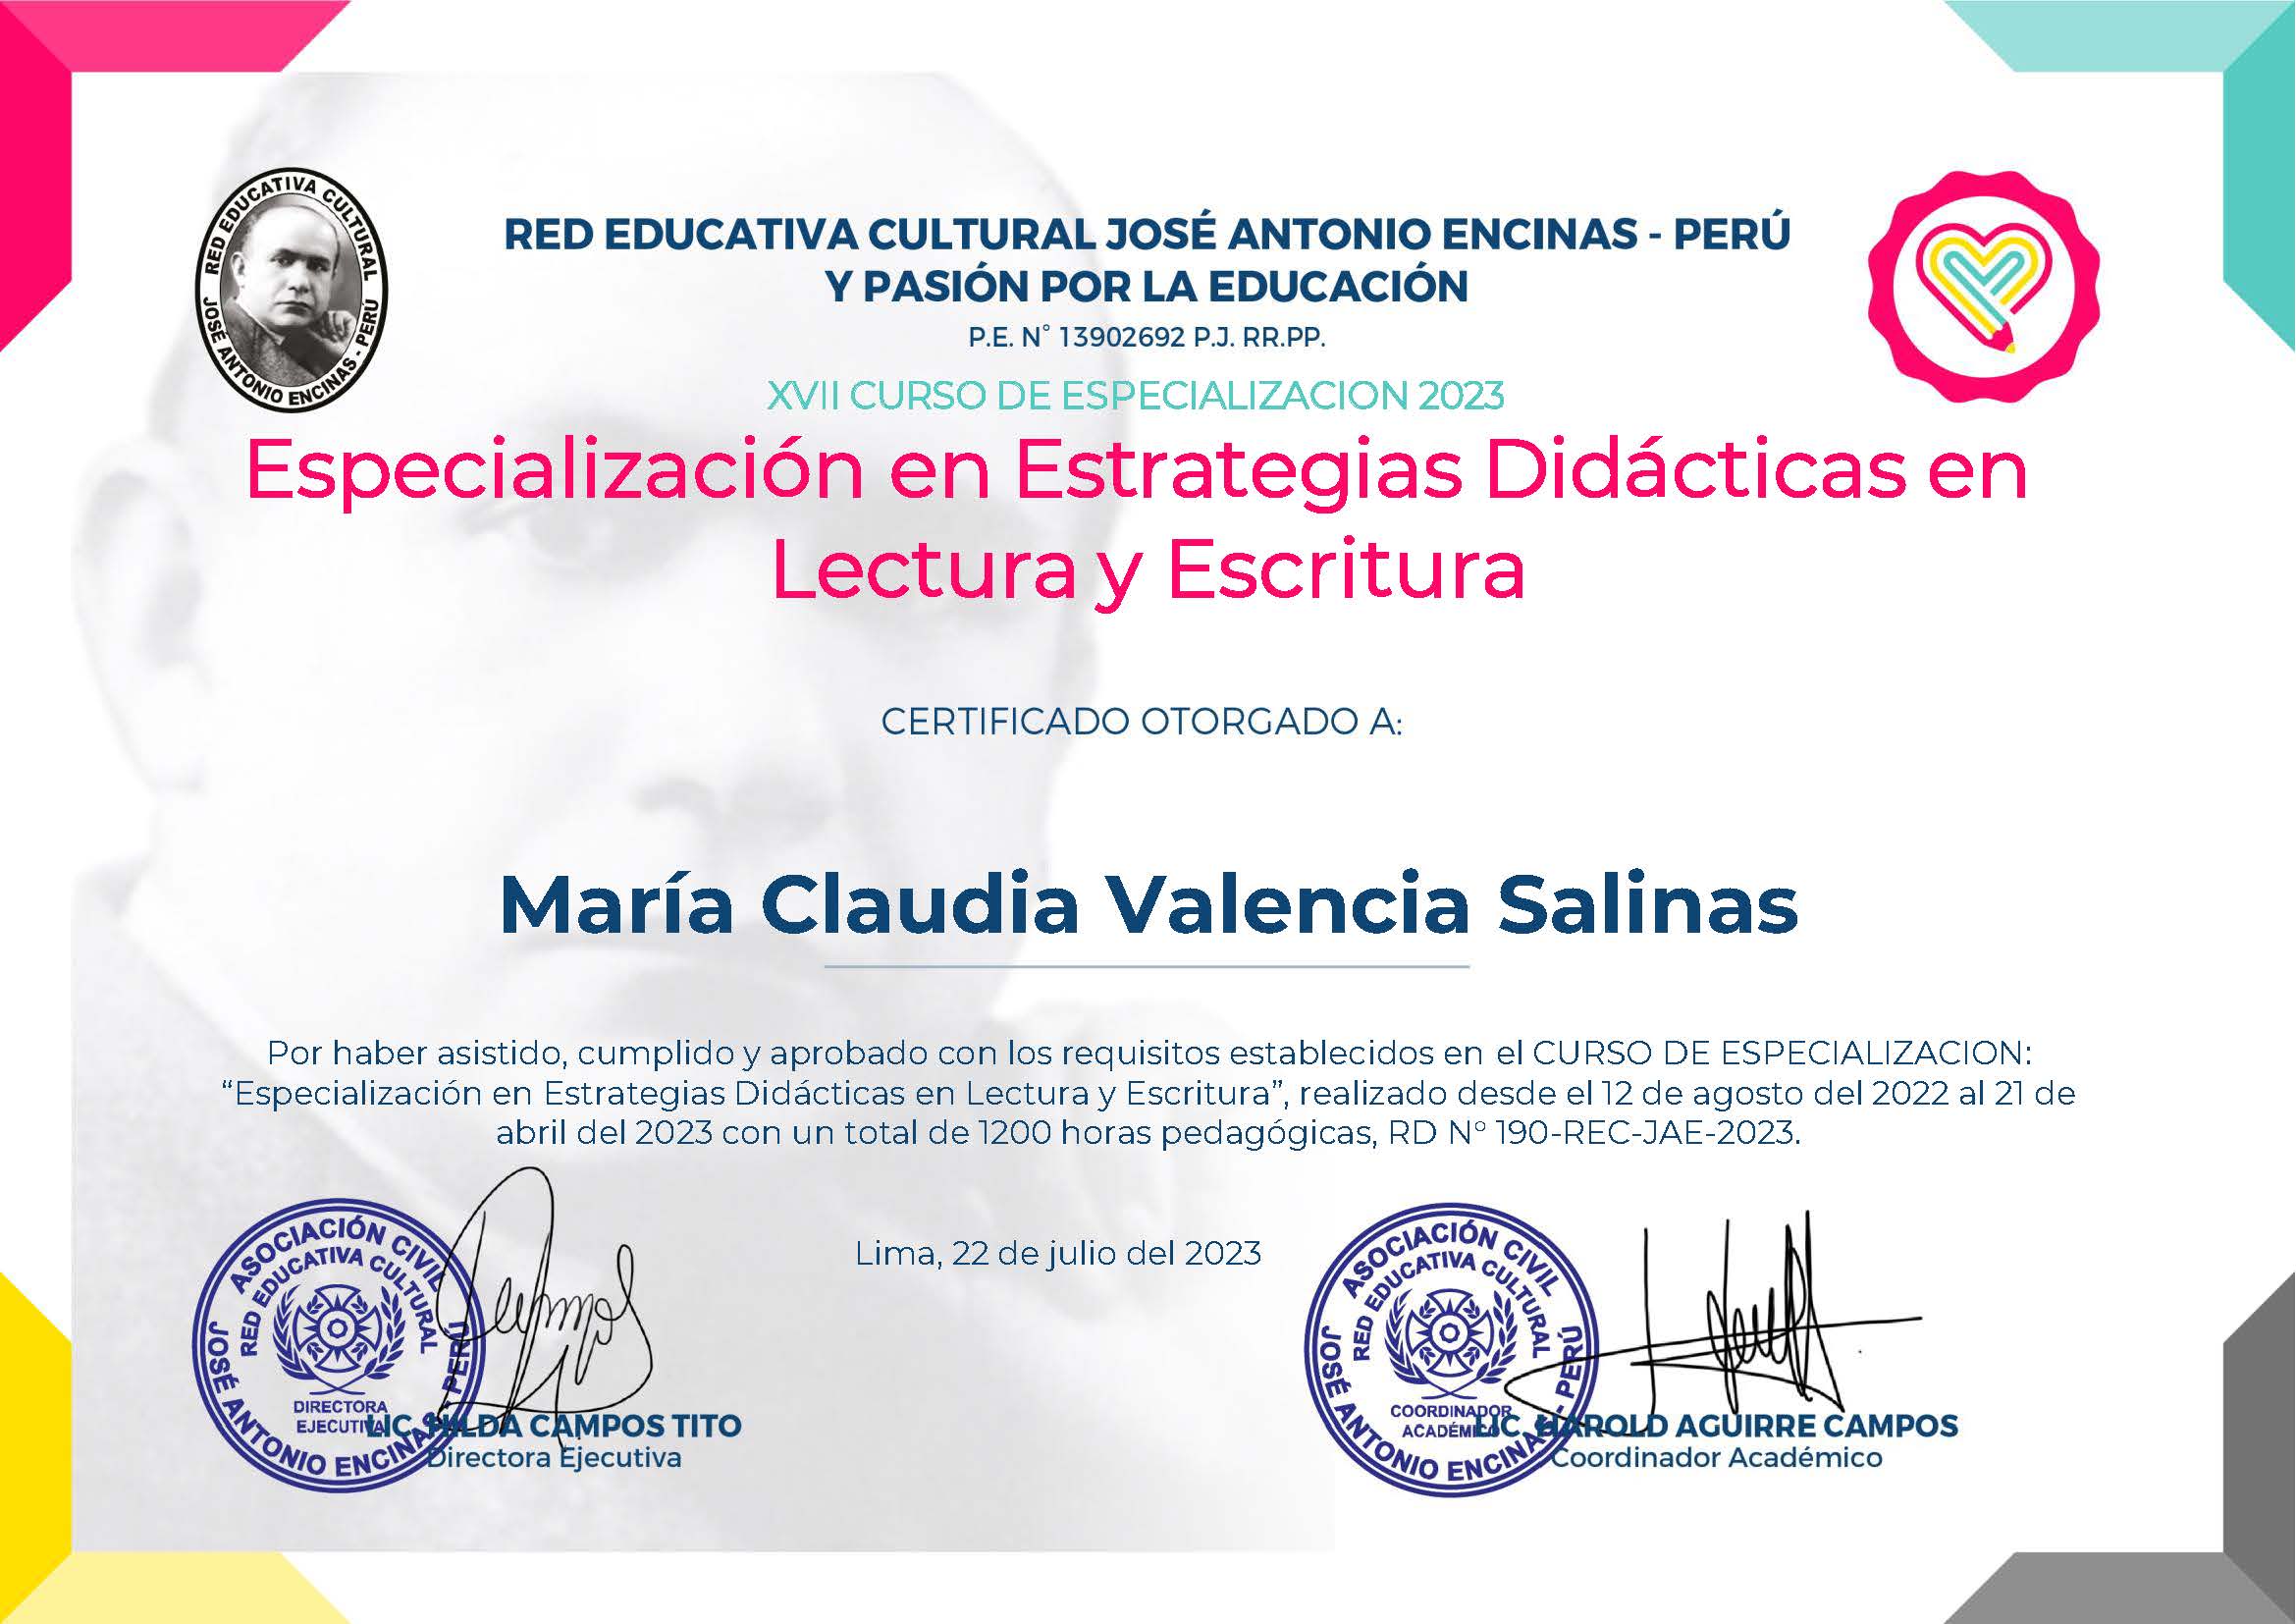 RED EDUCATIVA CULTURAL
JOSÉ ANTONIO ENCINAS - PERÚ
RED EDUCATIVA CULTURAL JOSÉ ANTONIO ENCINAS - PERÚ
Y PASIÓN POR LA EDUCACIÓN
P.E. N° 13902692 P.J. RR.PP.
XVII CURSO DE ESPECIALIZACION 2023
Especialización en Estrategias Didácticas en
Lectura y Escritura
CERTIFICADO OTORGADO A:
María Claudia Valencia Salinas
Por haber asistido, cumplido y aprobado con los requisitos establecidos en el CURSO DE ESPECIALIZACION:
“Especialización en Estrategias Didácticas en Lectura y Escritura”, realizado desde el 12 de agosto del 2022 al 21 de
abril del 2023 con un total de 1200 horas pedagógicas, RD N° 190-REC-JAE-2023.
Lima, 22 de julio del 2023
ASOCIACIÓN CIVIL
RED EDUCATIVA CULTURAL
JOSÉ ANTONIO ENCINAS - PERÚ
DIRECTORA
EJECUTIVA
LIC. HILDA CAMPOS TITO
Directora Ejecutiva
ASOCIACIÓN CIVIL
RED EDUCATIVA CULTURAL
JOSÉ ANTONIO ENCINAS - PERÚ
COORDINADOR
ACADÉMICO
LIC. HAROLD AGUIRRE CAMPOS
Coordinador Académico